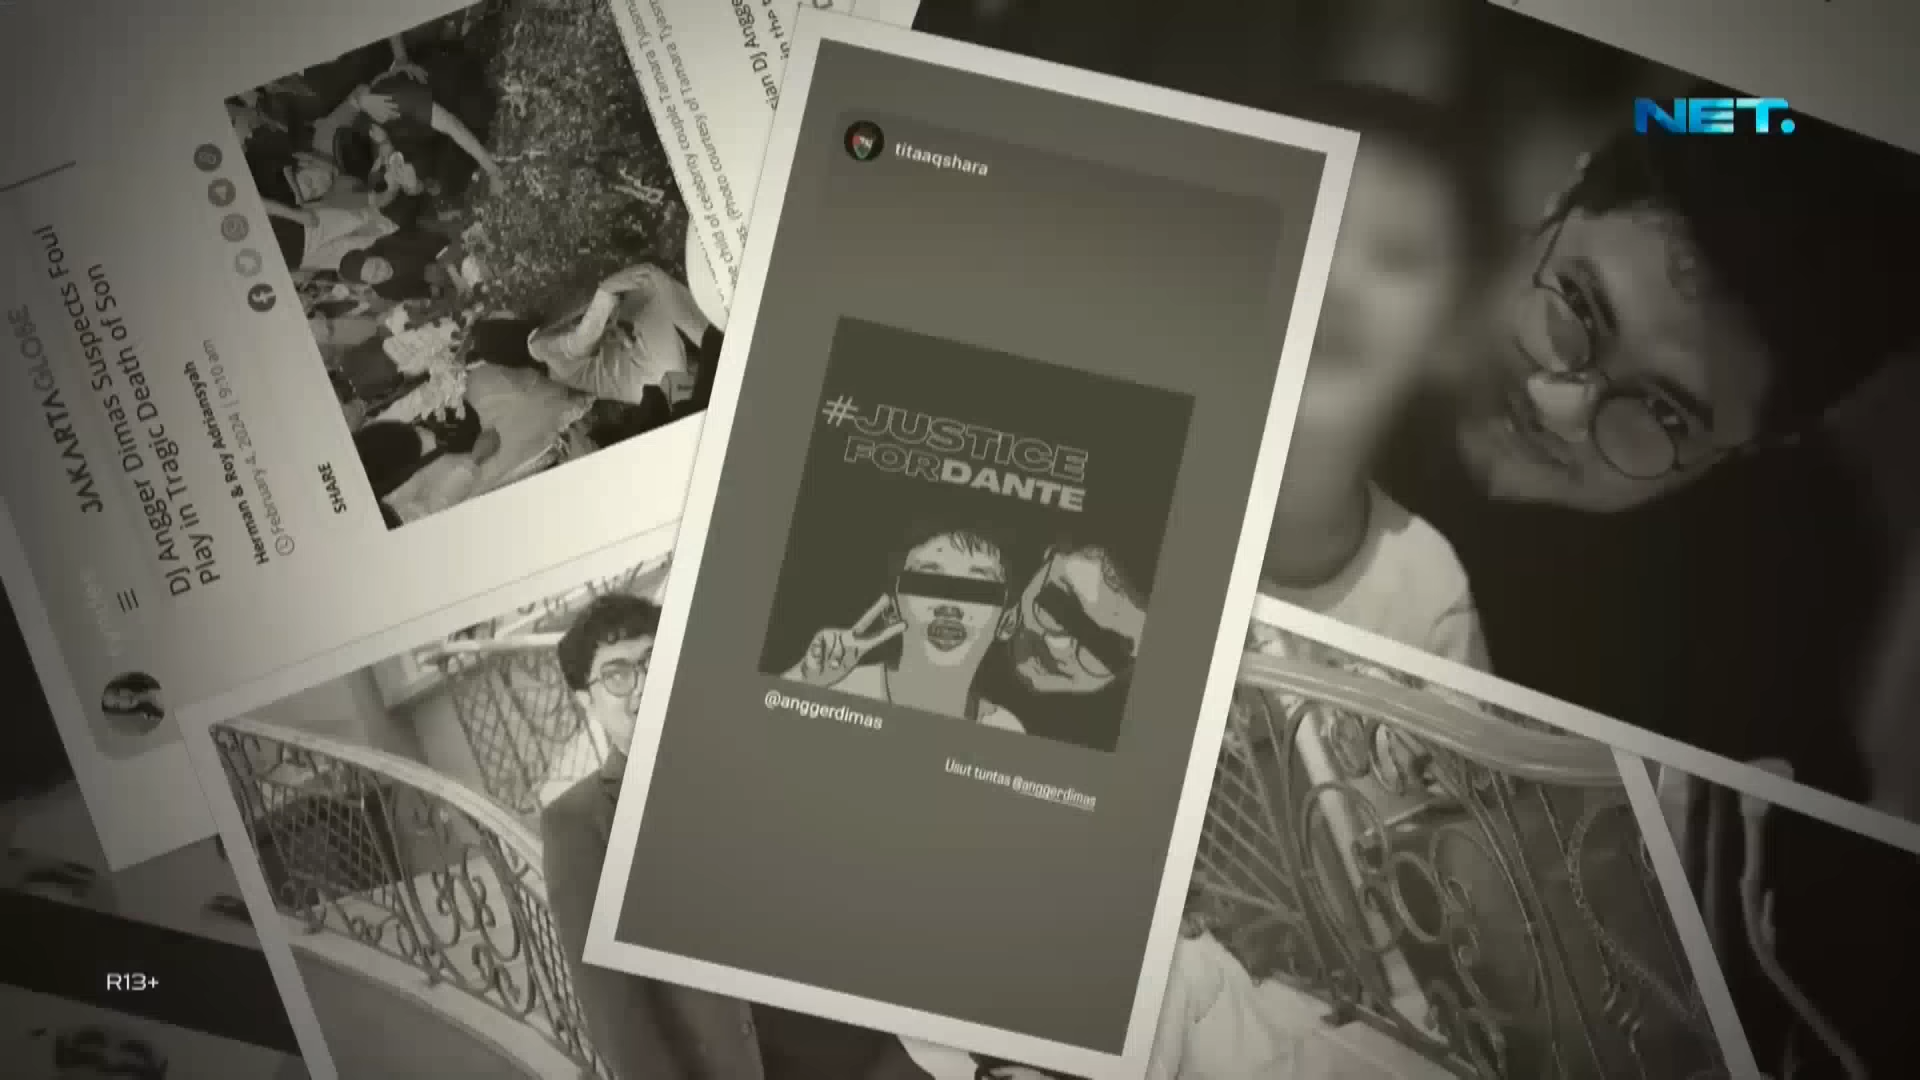 NET.
titaaqshara
#JUSTICE
FORDANTE
@anggerdimas
Usut tuntas @anggerdimas
JAKARTAGLOBE
DJ Angger Dimas Suspects Foul
Play in Tragic Death of Son
Herman & Roy Adriansyah
February 4, 2024 | 9:10 am
SHARE
R13+